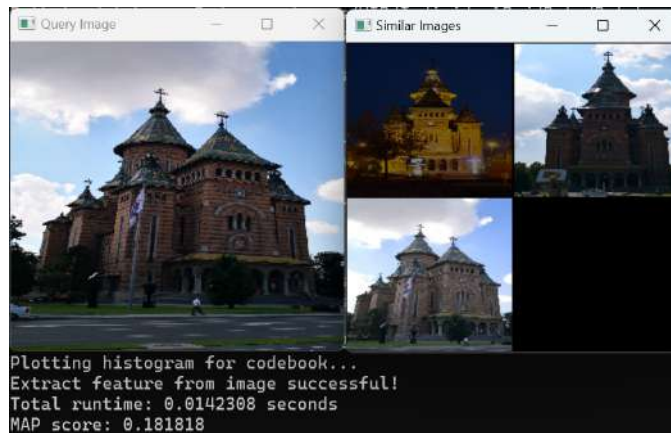 Query Image
Similar Images
Plotting histogram for codebook...
Extract feature from image successful!
Total runtime: 0.0142308 seconds
MAP score: 0.181818